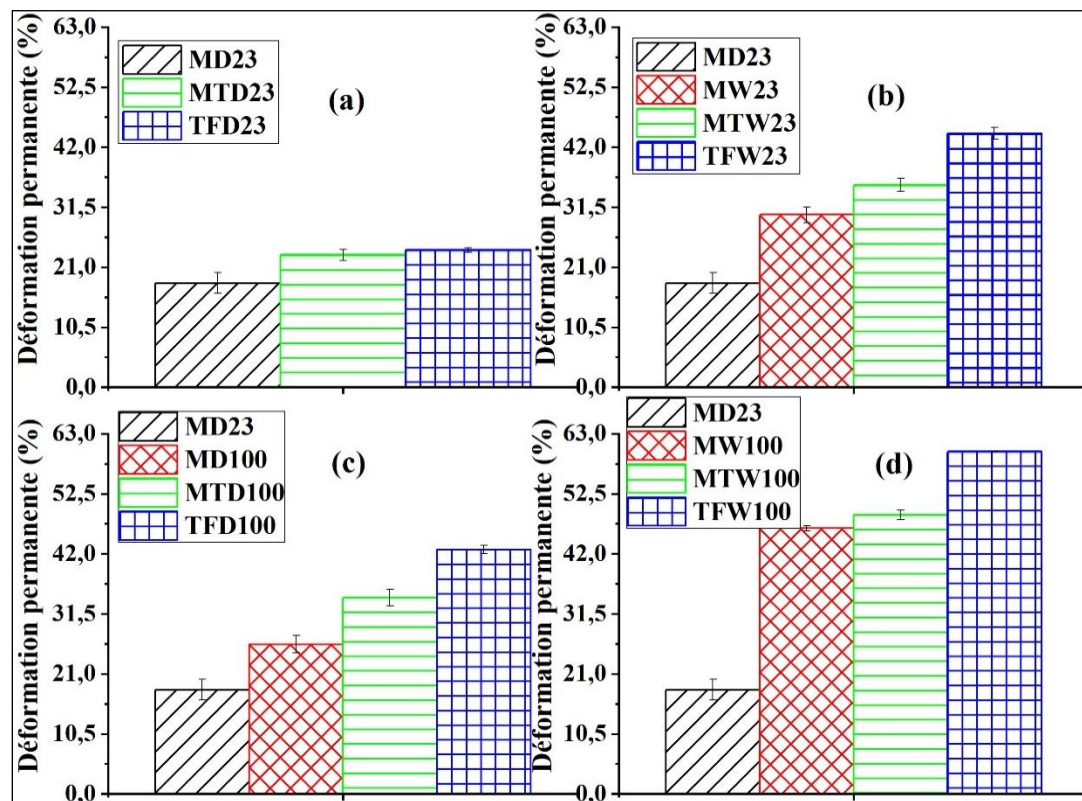 Déformation permanente (%)
63,0
52,5
42,0
31,5
21,0
10,5
0,0
MD23
MTD23
TFD23
(a)
Déformation permanente (%)
63,0
52,5
42,0
31,5
21,0
10,5
0,0
MD23
MW23
MTW23
TFW23
(b)
Déformation permanente (%)
63,0
52,5
42,0
31,5
21,0
10,5
0,0
MD23
MD100
MTD100
TFD100
(c)
Déformation permanente (%)
63,0
52,5
42,0
31,5
21,0
10,5
0,0
MD23
MW100
MTW100
TFW100
(d)